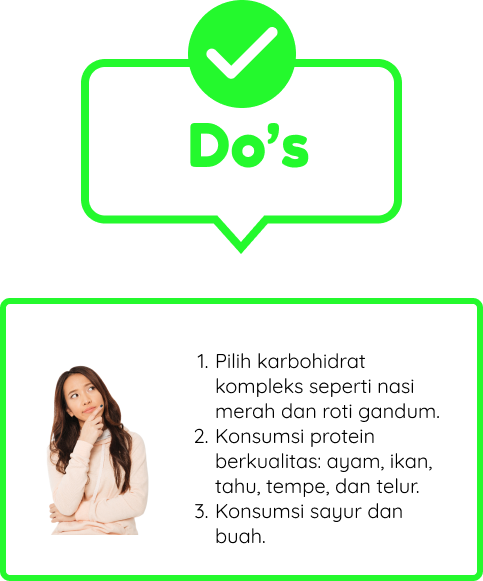 Do's
1. Pilih karbohidrat
kompleks seperti nasi
merah dan roti gandum.
2. Konsumsi protein
berkualitas: ayam, ikan,
tahu, tempe, dan telur.
3. Konsumsi sayur dan
buah.